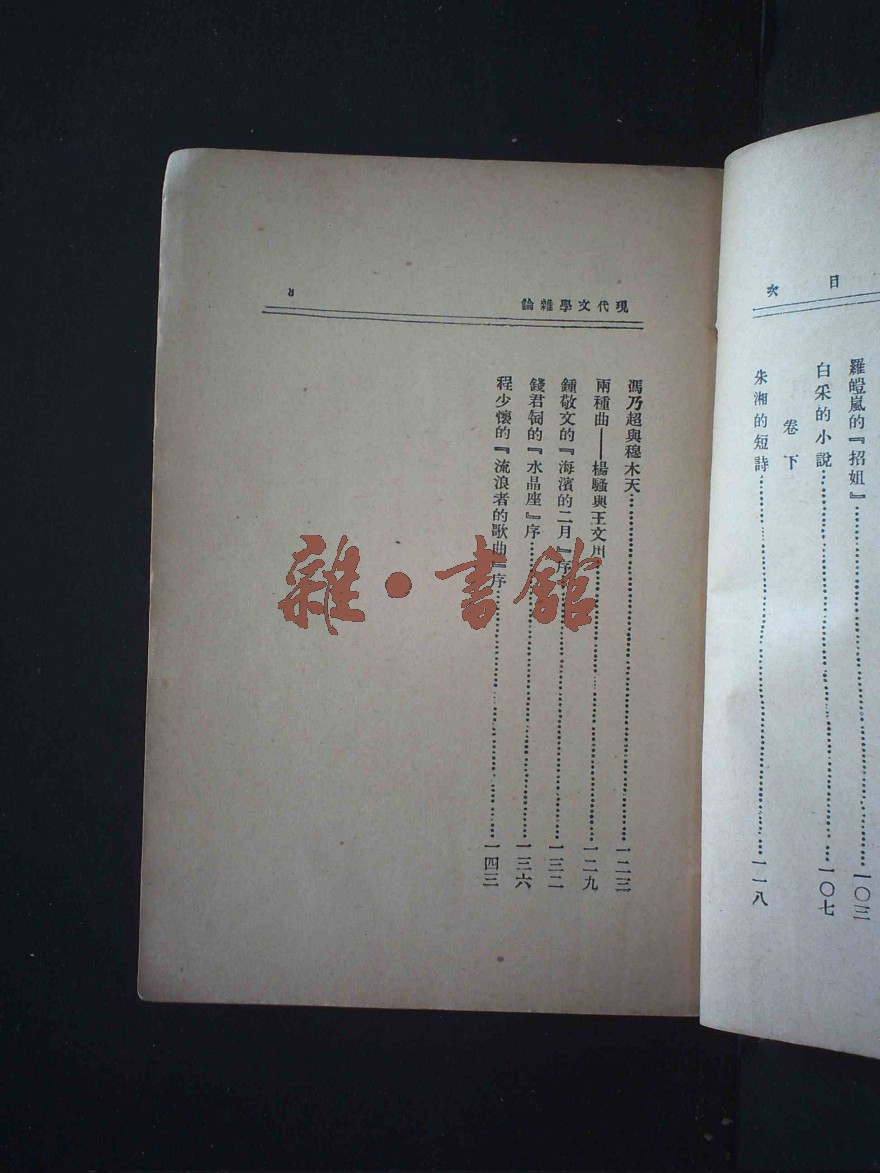 目次
羅皚嵐的『招姐』⋯⋯一〇三
白采的小說⋯⋯一〇七
卷下
朱湘的短詩⋯⋯一一八
現代文學雜論
馮乃超與穆木天⋯⋯一二三
兩種曲——楊騷與王文川⋯⋯一二九
鍾敬文的『海濱的二月』序⋯⋯一三二
錢君匋的『水晶座』序⋯⋯一三六
程少懷的『流浪者的歌曲』序⋯⋯一四三
雜·書館